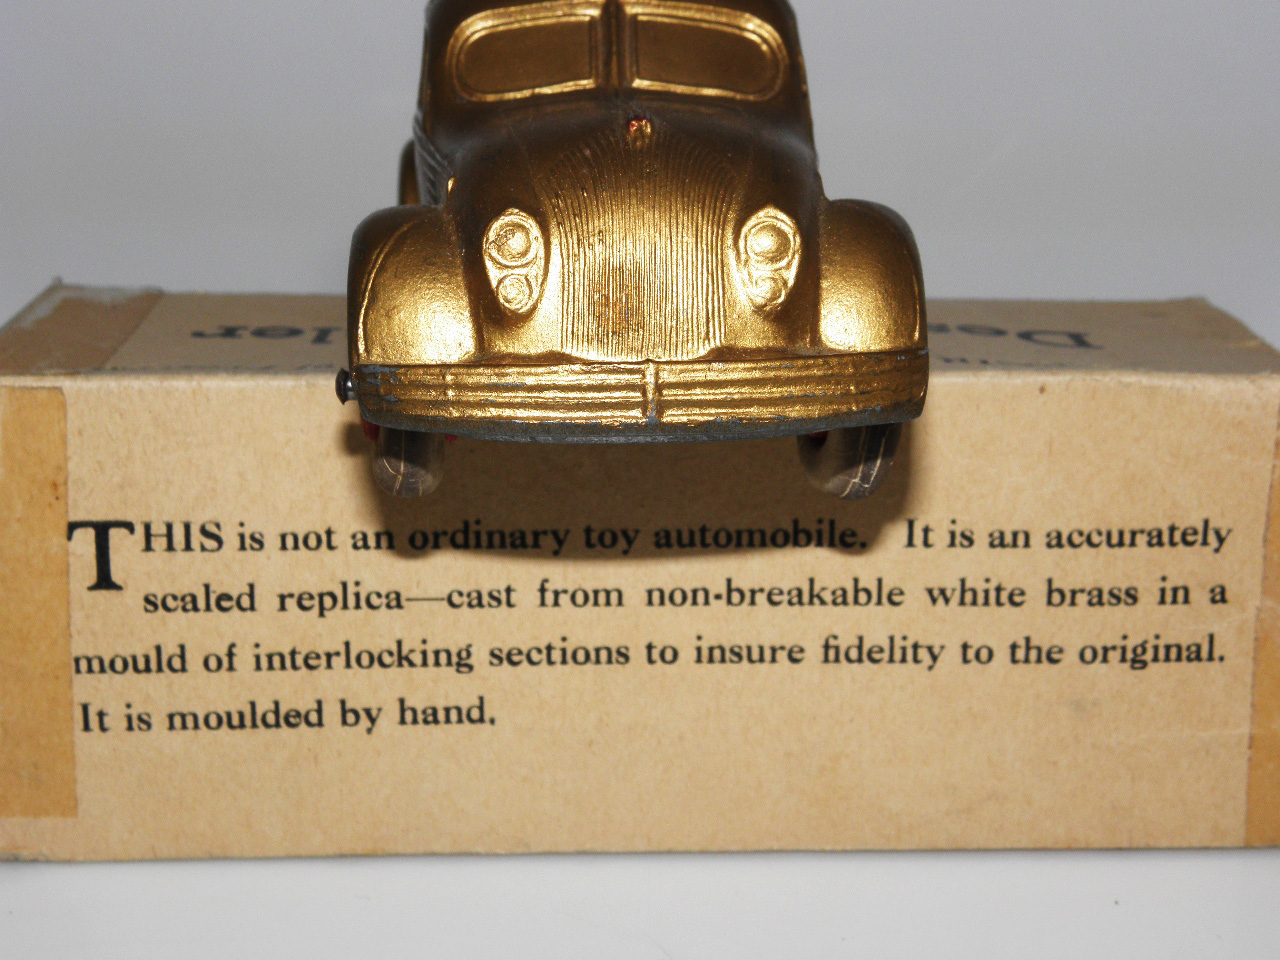 THIS is not an ordinary toy automobile. It is an accurately
scaled replica—cast from non-breakable white brass in a
mould of interlocking sections to insure fidelity to the original.
It is moulded by hand.